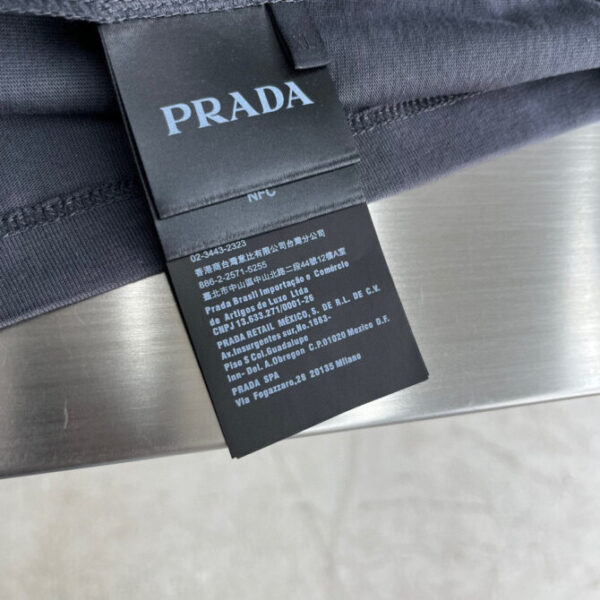 PRADA
NFC
02-3443-2323
香港商台灣普比有限公司台灣分公司
886-2-2571-5255
臺北市中山區中山北路二段44號12樓A室
Prada Brasil Importação e Comércio
de Artigos de Luxo Ltda
CNPJ 13.633.271/0001-26
PRADA RETAIL MÉXICO, S. DE R.L. DE C.V.
Av.Insurgentes sur,No.1603-
Piso 5 Col.Guadalupe
Inn- Del. A.Obregon C.P.01020 Mexico D.F.
PRADA SPA
Via Fogazzaro,28 20135 Milano